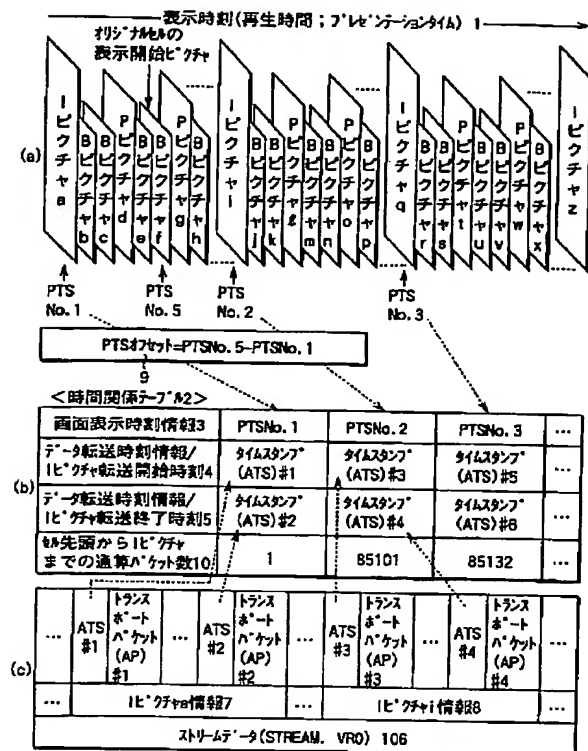 表示時刻(再生時間;プレゼンテーションタイム) 1
オリジナルセルの
表示開始ピクチャ
(a)
Iピクチャa
Bピクチャb
Bピクチャc
Pピクチャd
Bピクチャe
Bピクチャf
Pピクチャg
Bピクチャh
Iピクチャi
Bピクチャj
Bピクチャk
Pピクチャℓ
Bピクチャm
Bピクチャn
Pピクチャo
Bピクチャp
Iピクチャq
Bピクチャr
Bピクチャs
Pピクチャt
Bピクチャu
Bピクチャv
Pピクチャw
Bピクチャx
Iピクチャz
PTS No.1
PTS No.5
PTS No.2
PTS No.3
PTSオフセット=PTSNo.5-PTSNo.1
9
<時間関係テーブル2>
(b)
画面表示時刻情報3 PTSNo.1 PTSNo.2 PTSNo.3 …
データ転送時刻情報/
Iピクチャ転送開始時刻4
タイムスタンプ(ATS)#1 タイムスタンプ(ATS)#3 タイムスタンプ(ATS)#5 …
データ転送時刻情報/
Iピクチャ転送終了時刻5
タイムスタンプ(ATS)#2 タイムスタンプ(ATS)#4 タイムスタンプ(ATS)#6 …
セル先頭からIピクチャ
までの通算パケット数10
1 85101 85132 …
(c)
… ATS #1 トランスポートパケット(AP)#1 … ATS #2 トランスポートパケット(AP)#2 … ATS #3 トランスポートパケット(AP)#3 … ATS #4 トランスポートパケット(AP)#4 …
… Iピクチャa情報7 … Iピクチャi情報8 …
ストリームデータ(STREAM. VRO) 106